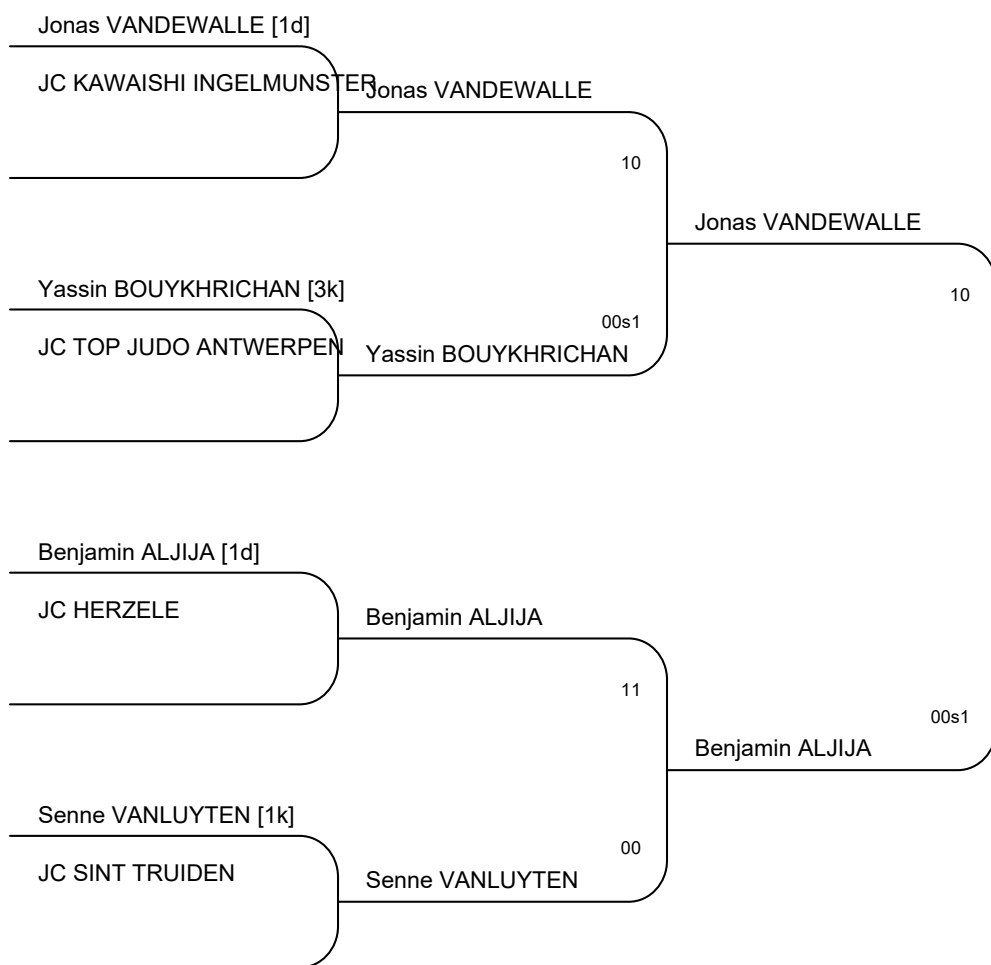 Jonas VANDEWALLE [1d]
JC KAWAISHI INGELMUNSTER
Jonas VANDEWALLE
10
Jonas VANDEWALLE
10
Yassin BOUYKHRICHAN [3k]
JC TOP JUDO ANTWERPEN
00s1
Yassin BOUYKHRICHAN
Benjamin ALJIJA [1d]
JC HERZELE
Benjamin ALJIJA
11
00s1
Benjamin ALJIJA
Senne VANLUYTEN [1k]
JC SINT TRUIDEN
00
Senne VANLUYTEN